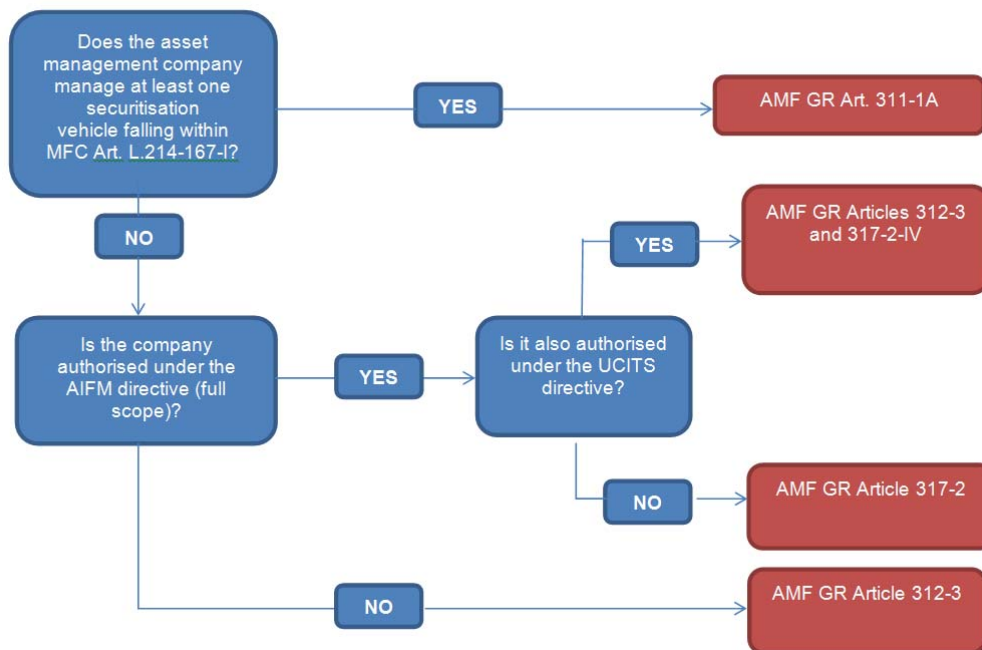 Does the asset
management company
manage at least one
securitisation
vehicle falling within
MFC Art. L.214-167-I?
YES
AMF GR Art. 311-1A
NO
AMF GR Articles 312-3
and 317-2-IV
YES
Is the company
authorised under the
AIFM directive (full
scope)?
YES
Is it also authorised
under the UCITS
directive?
NO
AMF GR Article 317-2
NO
AMF GR Article 312-3